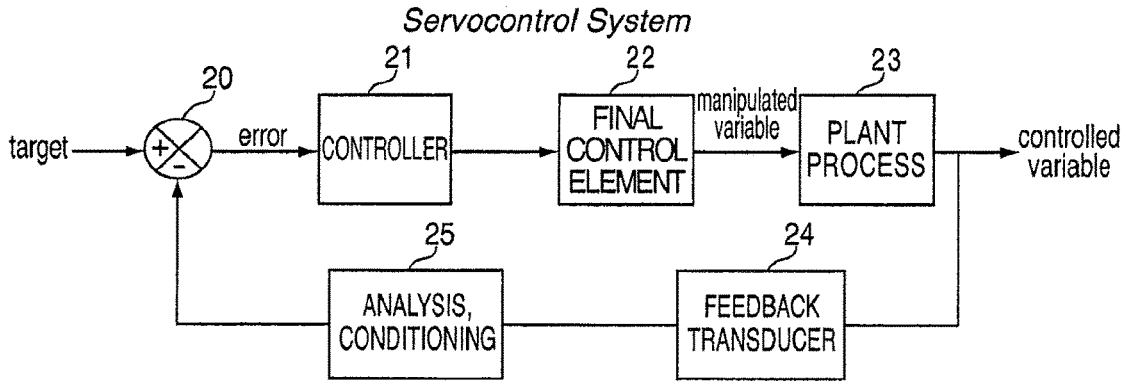 Servocontrol System
20
21
22
23
target
+
-
error
CONTROLLER
FINAL
CONTROL
ELEMENT
manipulated
variable
PLANT
PROCESS
controlled
variable
25
24
ANALYSIS,
CONDITIONING
FEEDBACK
TRANSDUCER